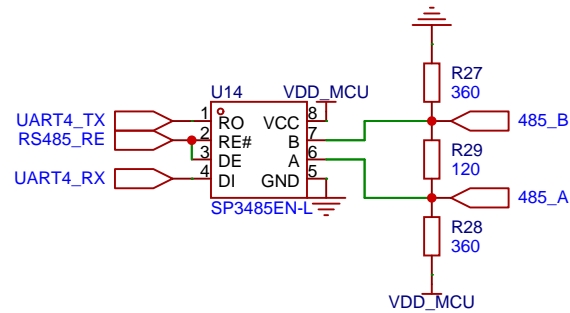 R27
360
U14
VDD_MCU
UART4_TX
1
RO
VCC
8
485_B
RS485_RE
2
RE#
B
7
R29
120
3
DE
A
6
UART4_RX
4
DI
GND
5
485_A
SP3485EN-L
R28
360
VDD_MCU